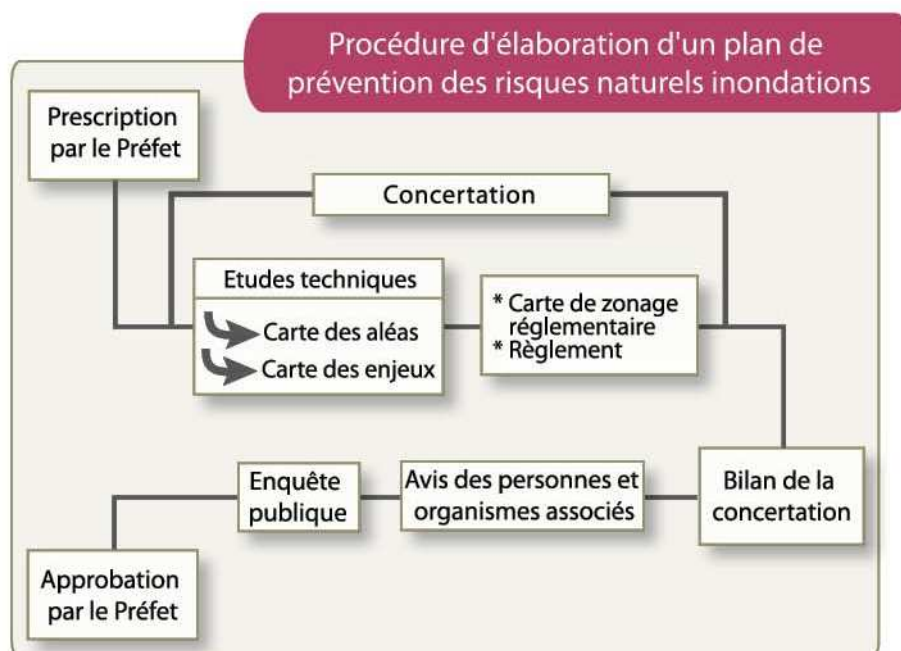 Procédure d'élaboration d'un plan de
prévention des risques naturels inondations
Prescription
par le Préfet
Concertation
Etudes techniques
Carte des aléas
Carte des enjeux
* Carte de zonage
réglementaire
* Règlement
Bilan de la
concertation
Avis des personnes et
organismes associés
Enquête
publique
Approbation
par le Préfet